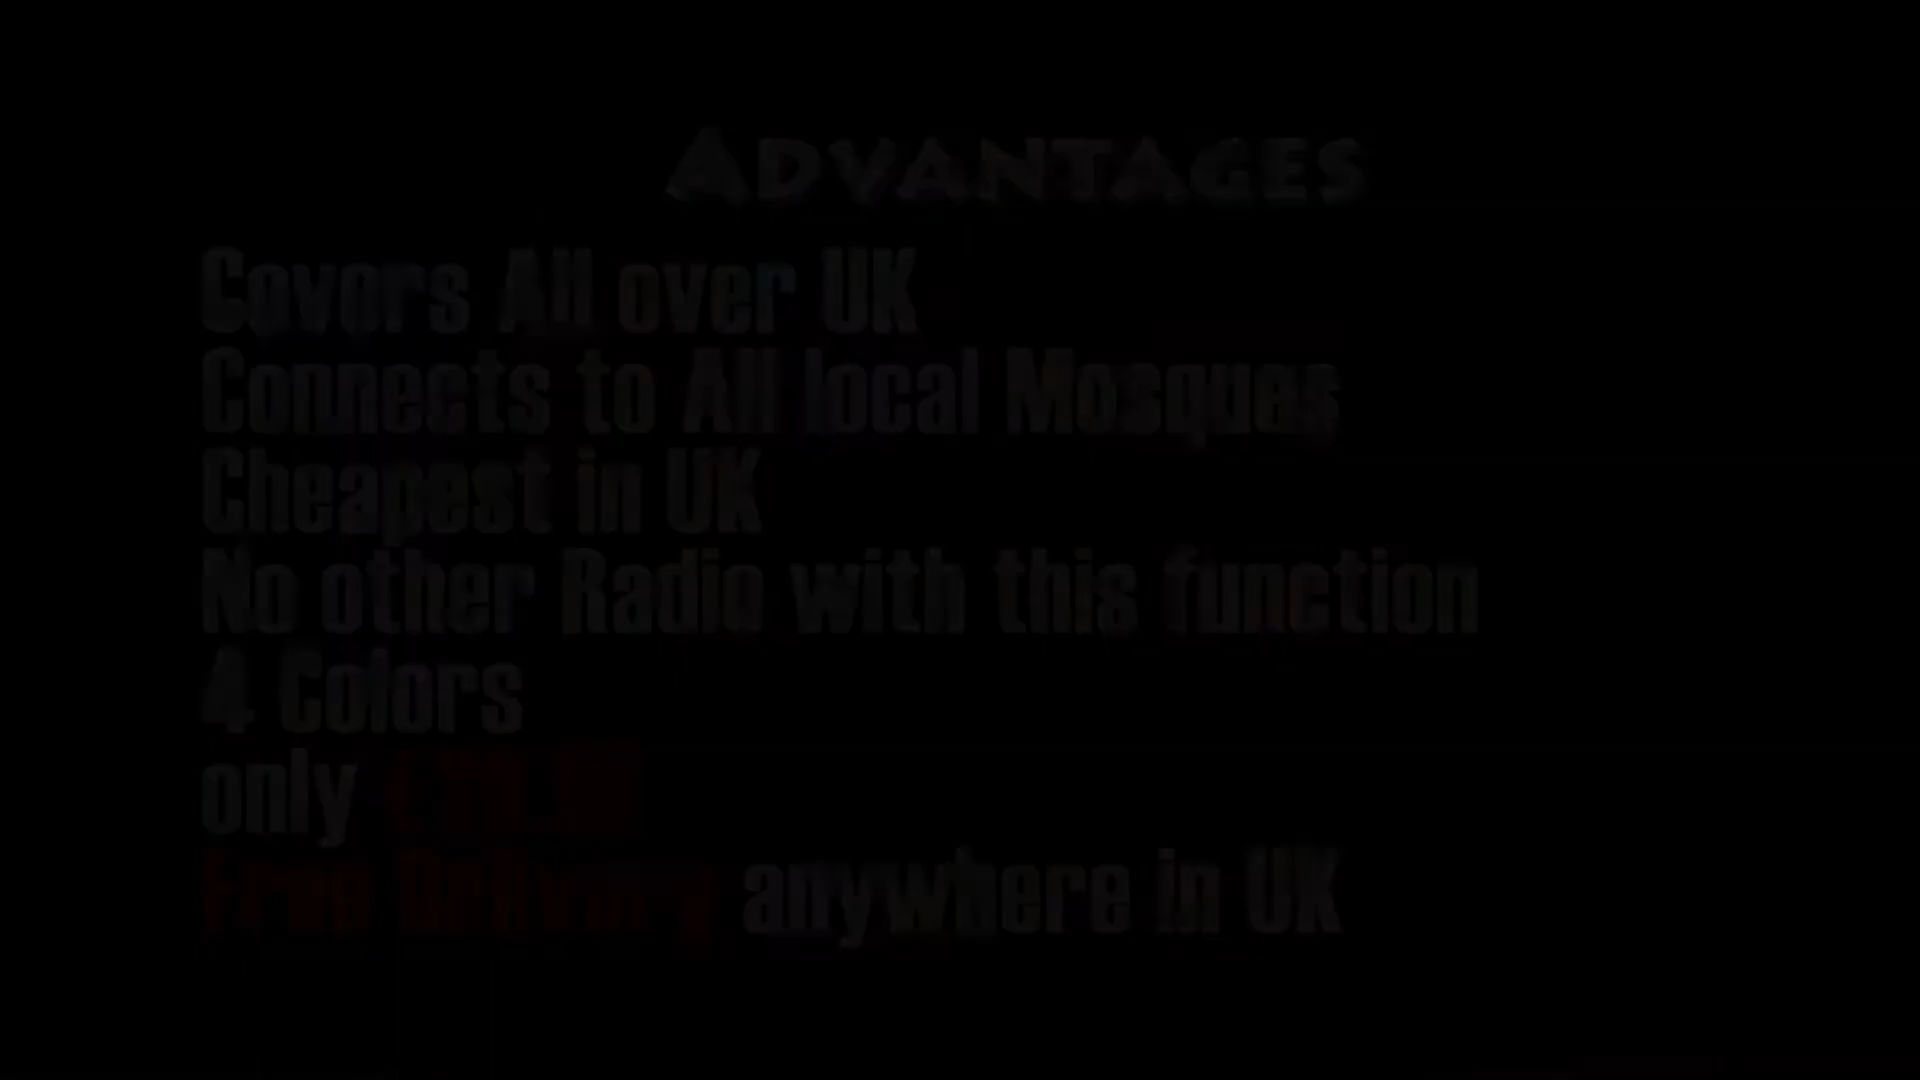 ADVANTAGES
Covers All over UK
Connects to All local Mosques
Cheapest in UK
No other Radio with this function
4 Colors
only
Free Delivery anywhere in UK